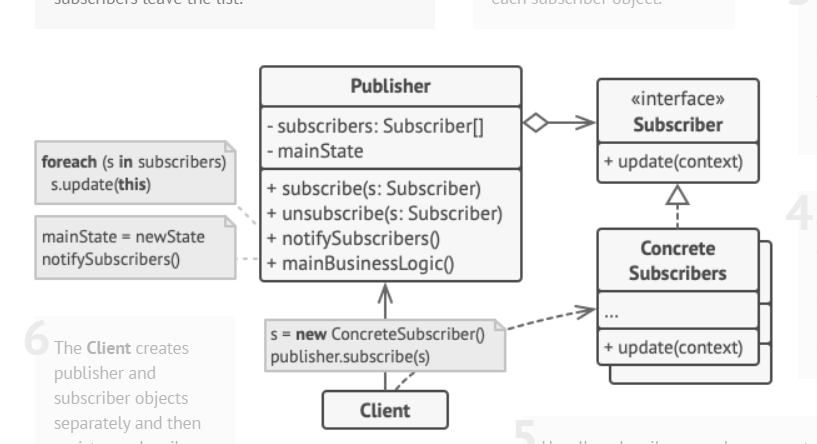 subscribers leave the list.
each subscriber object.
Publisher
- subscribers: Subscriber[]
- mainState
+ subscribe(s: Subscriber)
+ unsubscribe(s: Subscriber)
+ notifySubscribers()
+ mainBusinessLogic()
«interface»
Subscriber
+ update(context)
foreach (s in subscribers)
s.update(this)
mainState = newState
notifySubscribers()
Concrete
Subscribers
...
+ update(context)
4
s = new ConcreteSubscriber()
publisher.subscribe(s)
Client
6
The Client creates
publisher and
subscriber objects
separately and then
5